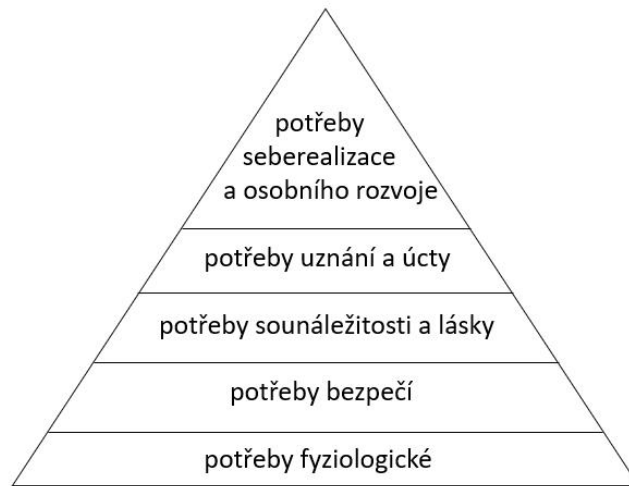 potřeby
seberealizace
a osobního rozvoje
potřeby uznání a úcty
potřeby sounáležitosti a lásky
potřeby bezpečí
potřeby fyziologické